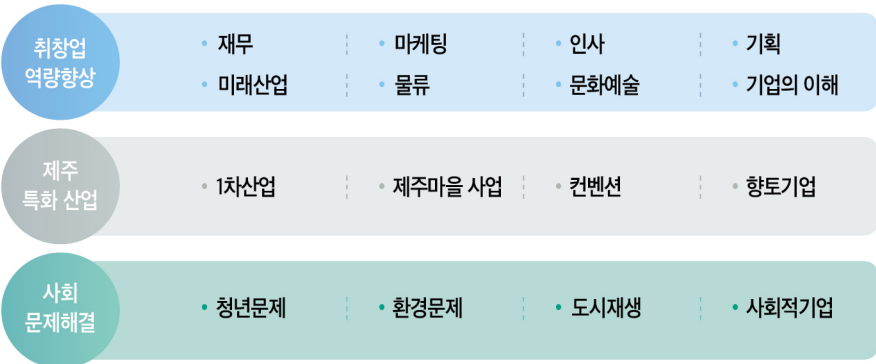 취창업
역량향상
• 재무 • 마케팅 • 인사 • 기획
• 미래산업 • 물류 • 문화예술 • 기업의 이해
제주
특화 산업
• 1차산업 • 제주마을 사업 • 컨벤션 • 향토기업
사회
문제해결
• 청년문제 • 환경문제 • 도시재생 • 사회적기업